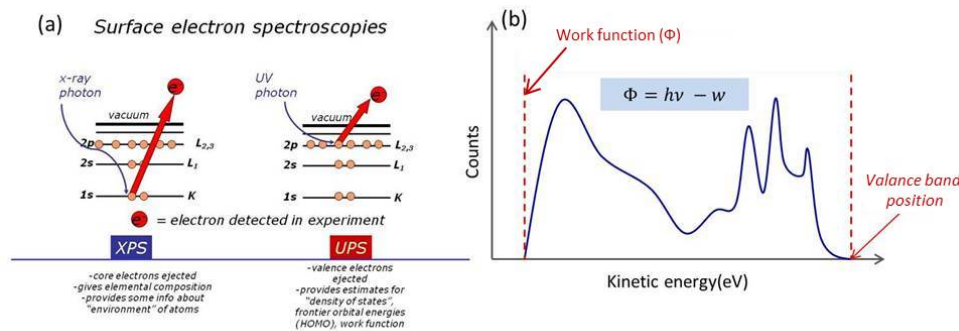 (a)
Surface electron spectroscopies
x-ray
photon
e⁻
vacuum
2p
L2,3
2s
L1
1s
K
UV
photon
e⁻
vacuum
2p
L2,3
2s
L1
1s
K
e⁻ = electron detected in experiment
XPS
UPS
-core electrons ejected
-gives elemental composition
-provides some info about
"environment" of atoms
-valence electrons
ejected
-provides estimates for
"density of states",
frontier orbital energies
(HOMO), work function
(b)
Work function (Φ)
Φ = hν − w
Counts
Valance band
position
Kinetic energy(eV)